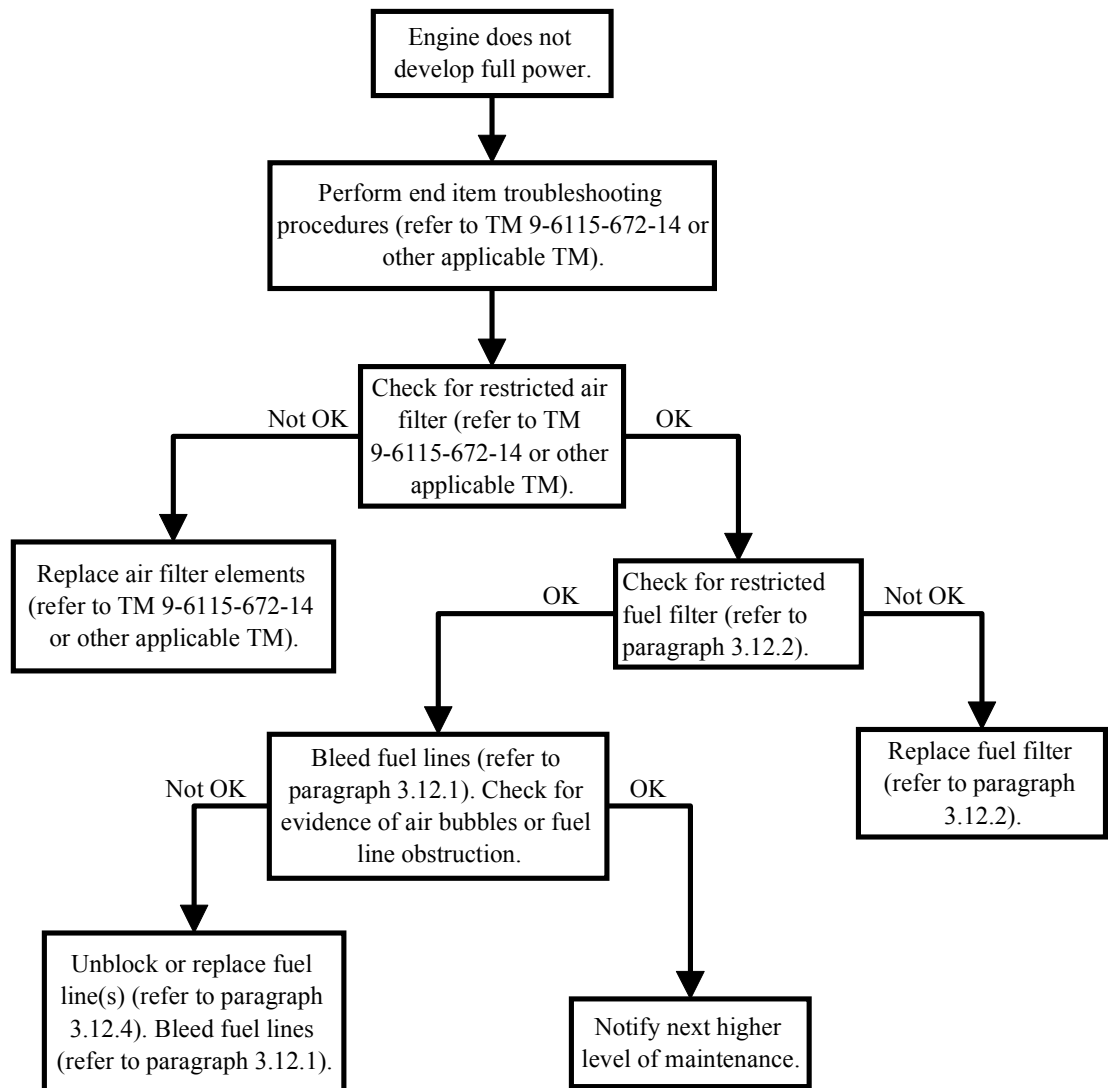 Engine does not
develop full power.
Perform end item troubleshooting
procedures (refer to TM 9-6115-672-14 or
other applicable TM).
Check for restricted air
filter (refer to TM
9-6115-672-14 or other
applicable TM).
Not OK
OK
Replace air filter elements
(refer to TM 9-6115-672-14
or other applicable TM).
Check for restricted
fuel filter (refer to
paragraph 3.12.2).
OK
Not OK
Bleed fuel lines (refer to
paragraph 3.12.1). Check for
evidence of air bubbles or fuel
line obstruction.
Replace fuel filter
(refer to paragraph
3.12.2).
Not OK
OK
Unblock or replace fuel
line(s) (refer to paragraph
3.12.4). Bleed fuel lines
(refer to paragraph 3.12.1).
Notify next higher
level of maintenance.